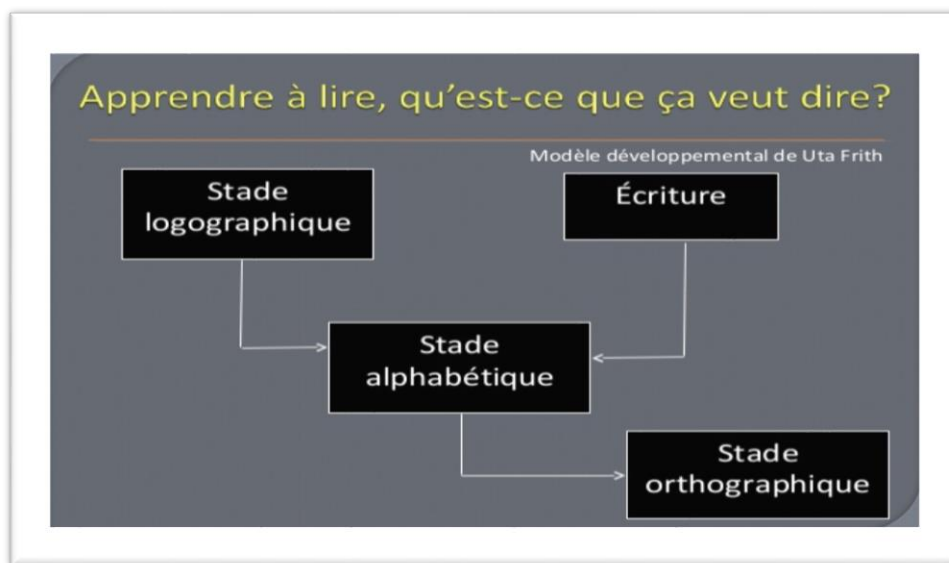 Apprendre à lire, qu'est-ce que ça veut dire?
Modèle développemental de Uta Frith
Stade
logographique
Écriture
Stade
alphabétique
Stade
orthographique